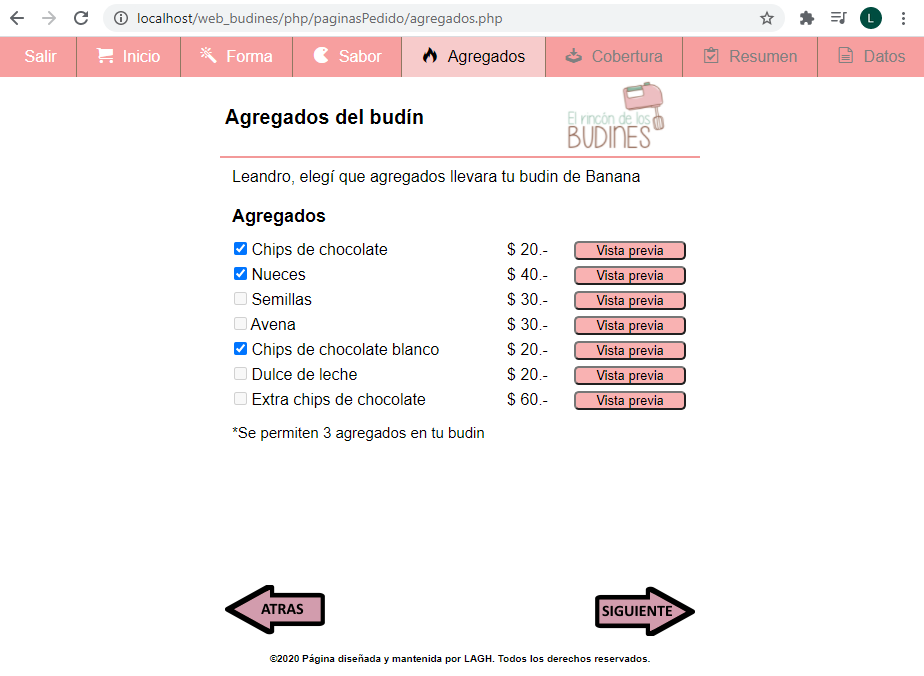 localhost/web_budines/php/paginasPedido/agregados.php
L
Salir Inicio Forma Sabor Agregados Cobertura Resumen Datos
Agregados del budín
El rincón de los
BUDINES
Leandro, elegí que agregados llevara tu budin de Banana
Agregados
Chips de chocolate $ 20.- Vista previa
Nueces $ 40.- Vista previa
Semillas $ 30.- Vista previa
Avena $ 30.- Vista previa
Chips de chocolate blanco $ 20.- Vista previa
Dulce de leche $ 20.- Vista previa
Extra chips de chocolate $ 60.- Vista previa
*Se permiten 3 agregados en tu budin
ATRAS SIGUIENTE
©2020 Página diseñada y mantenida por LAGH. Todos los derechos reservados.